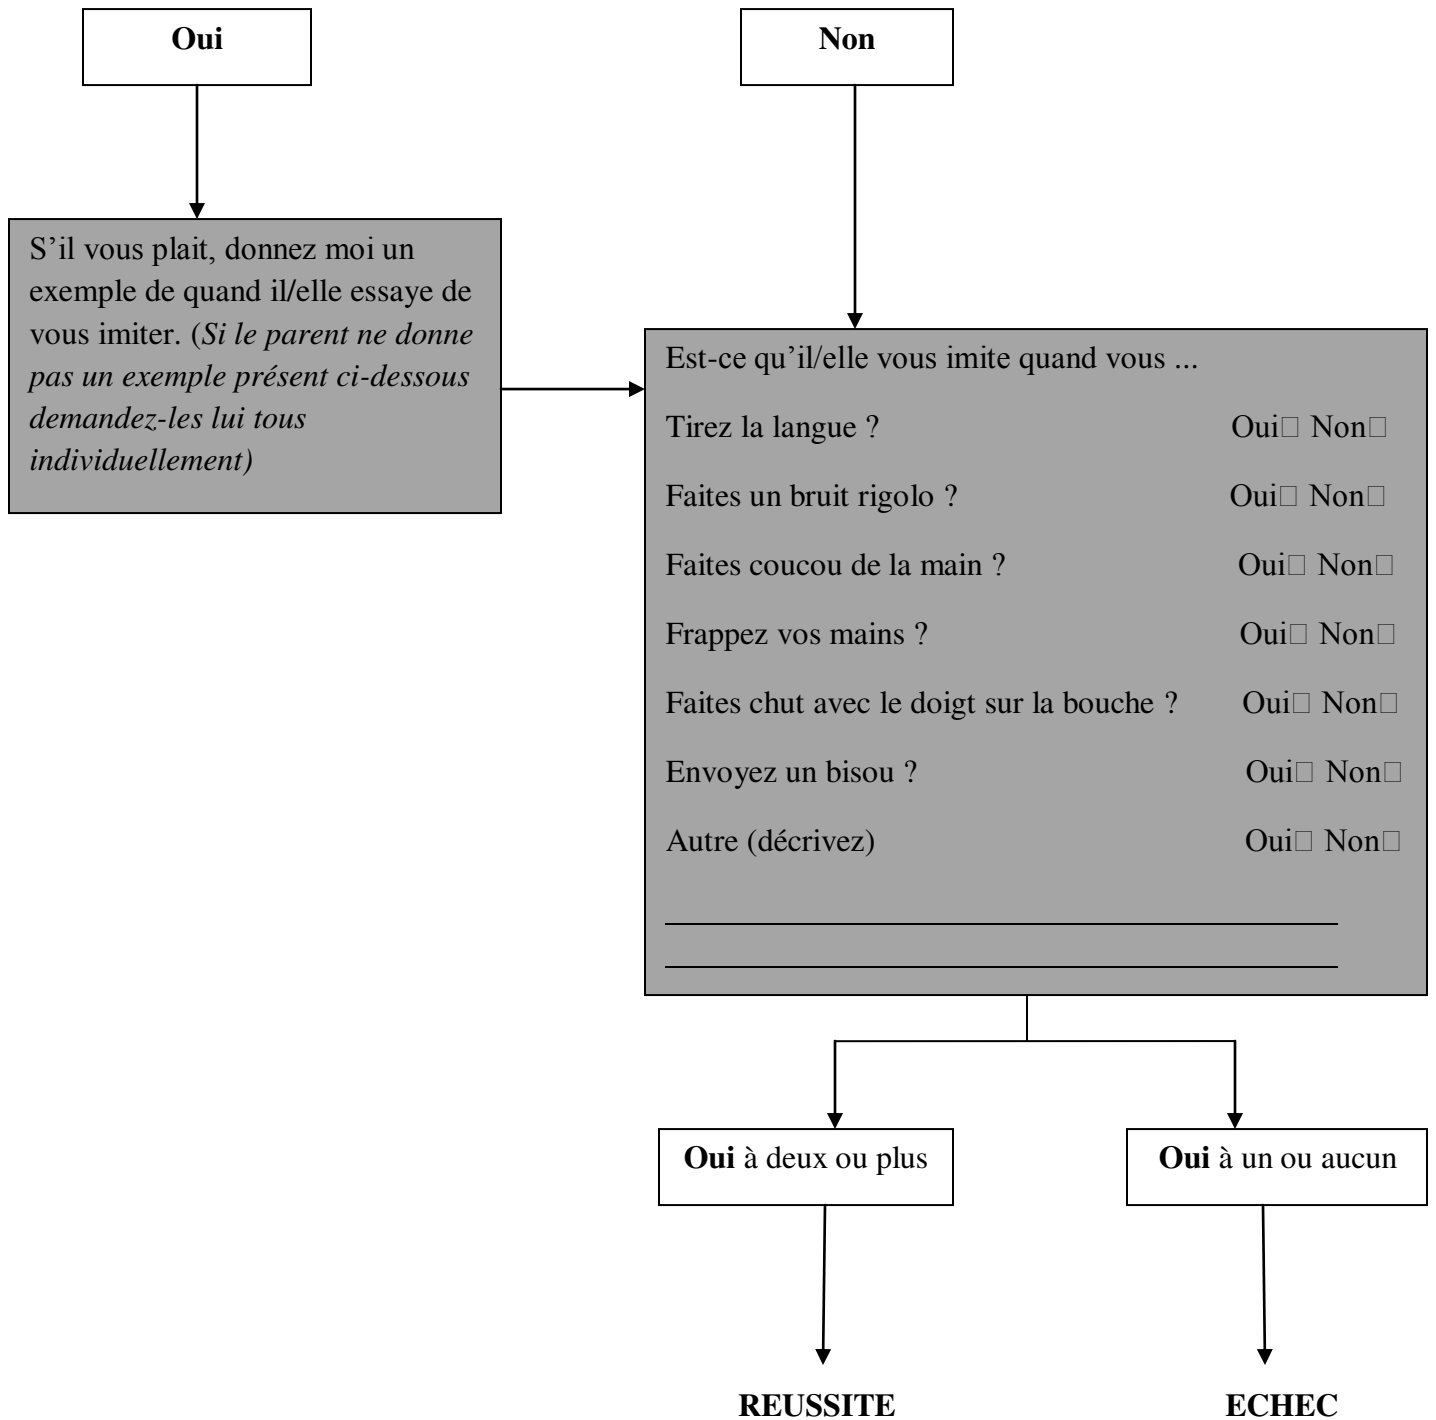 Oui
Non
S’il vous plait, donnez moi un
exemple de quand il/elle essaye de
vous imiter. (Si le parent ne donne
pas un exemple présent ci-dessous
demandez-les lui tous
individuellement)
Est-ce qu’il/elle vous imite quand vous ...
Tirez la langue ? Oui□ Non□
Faites un bruit rigolo ? Oui□ Non□
Faites coucou de la main ? Oui□ Non□
Frappez vos mains ? Oui□ Non□
Faites chut avec le doigt sur la bouche ? Oui□ Non□
Envoyez un bisou ? Oui□ Non□
Autre (décrivez) Oui□ Non□
Oui à deux ou plus
Oui à un ou aucun
REUSSITE
ECHEC